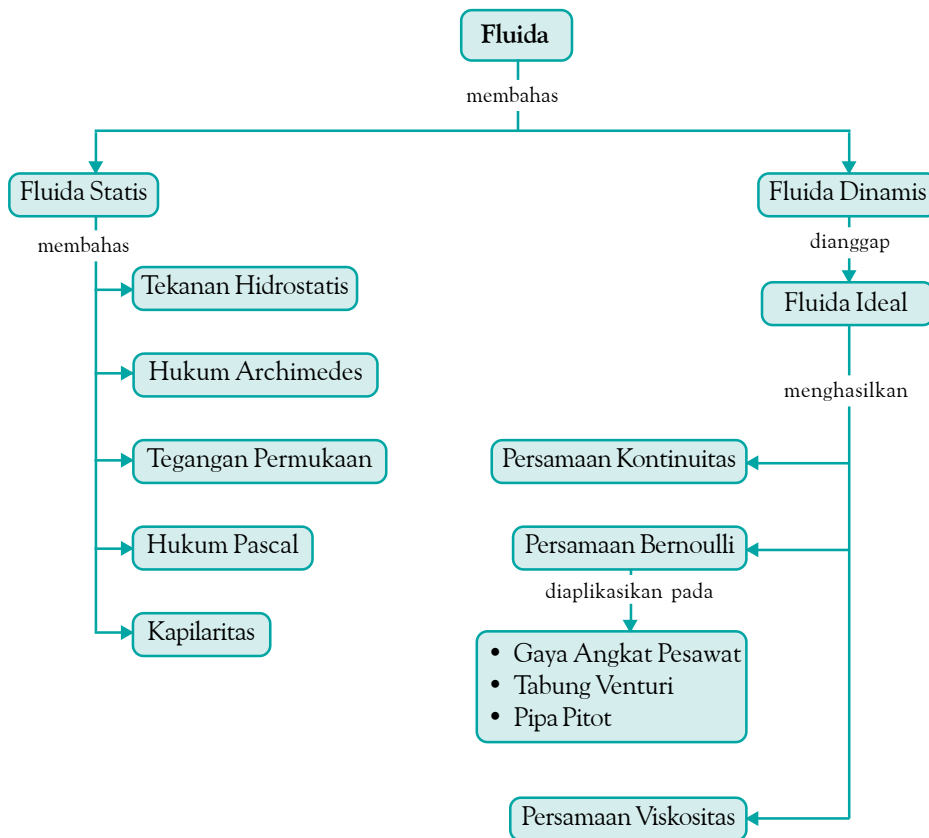 Fluida
membahas
Fluida Statis
membahas
Tekanan Hidrostatis
Hukum Archimedes
Tegangan Permukaan
Hukum Pascal
Kapilaritas
Fluida Dinamis
dianggap
Fluida Ideal
menghasilkan
Persamaan Kontinuitas
Persamaan Bernoulli
diaplikasikan pada
• Gaya Angkat Pesawat
• Tabung Venturi
• Pipa Pitot
Persamaan Viskositas